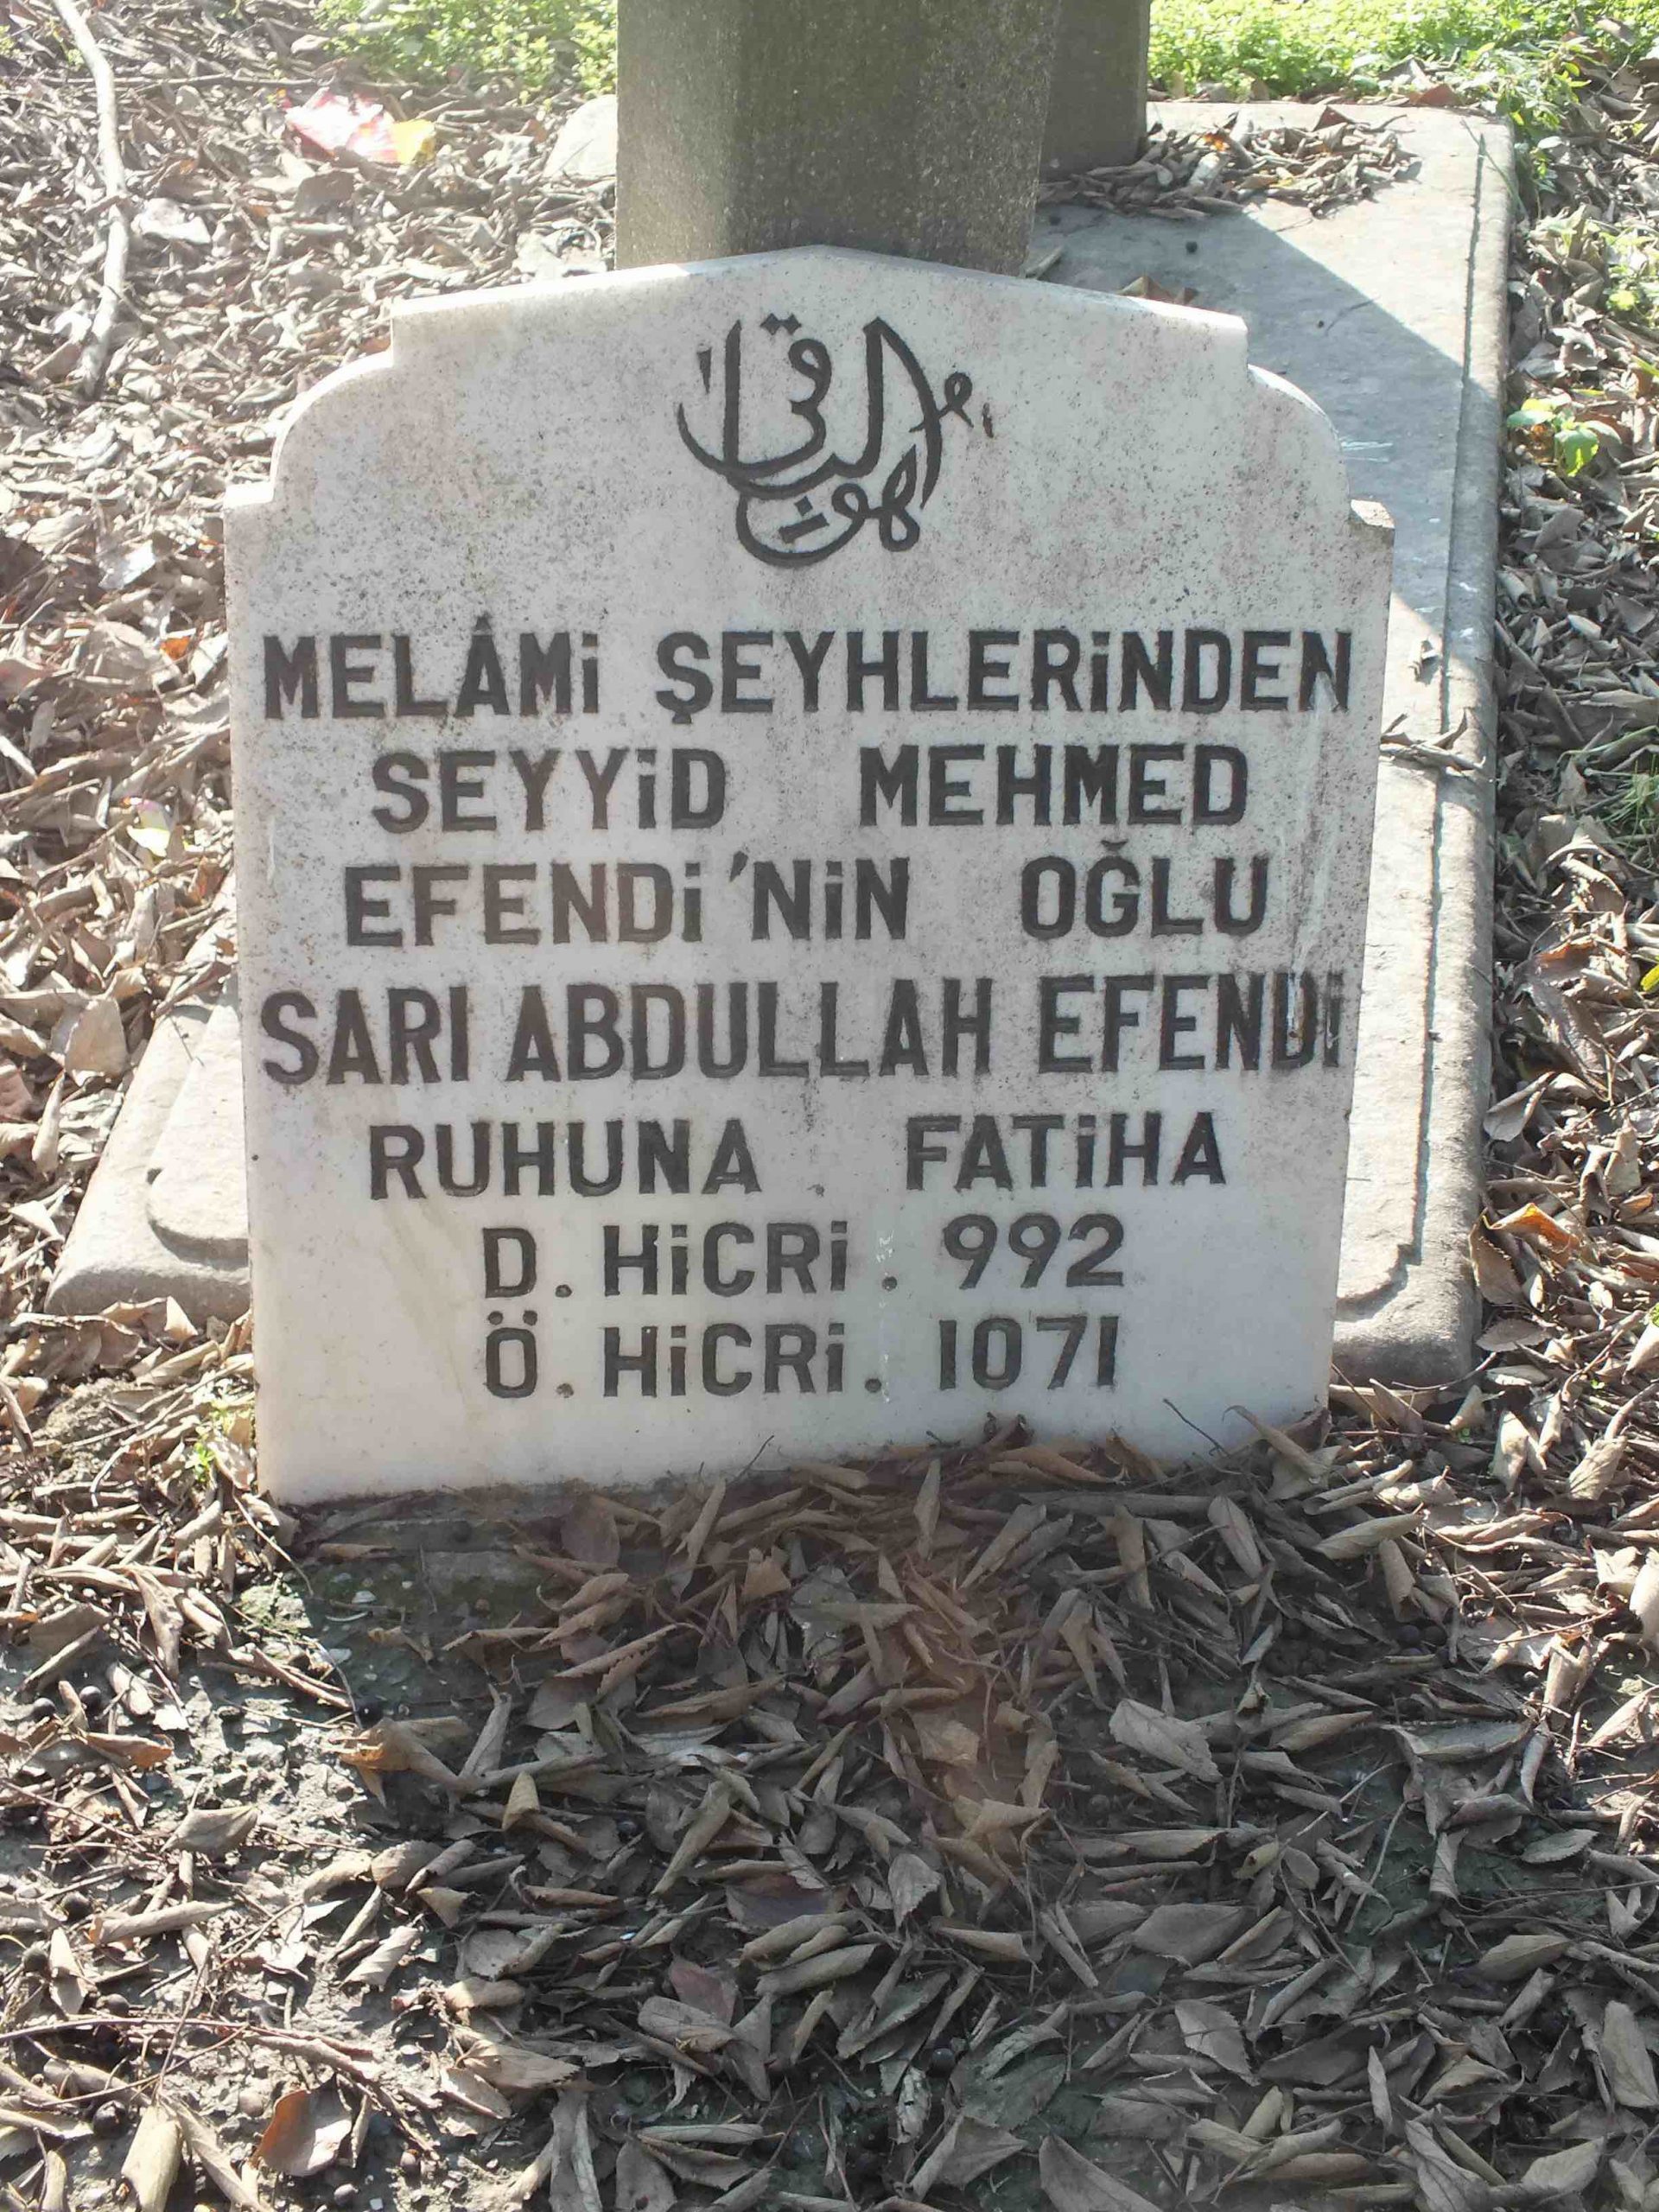 هو الباقي
MELÂMİ ŞEYHLERİNDEN
SEYYİD MEHMED
EFENDİ'NİN OĞLU
SARI ABDULLAH EFENDİ
RUHUNA . FATİHA
D. HİCRİ . 992
Ö. HİCRİ . 1071